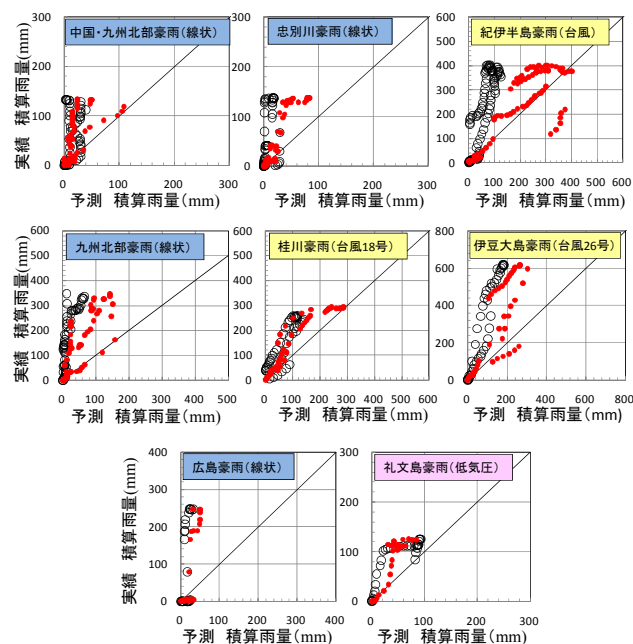 中国・九州北部豪雨(線状)
忠別川豪雨(線状)
紀伊半島豪雨(台風)
実績 積算雨量(mm)
300
200
100
0
0 100 200 300
予測 積算雨量(mm)
300
200
100
0
0 100 200 300
予測 積算雨量(mm)
600
500
400
300
200
100
0
0 100 200 300 400 500 600
予測 積算雨量(mm)
九州北部豪雨(線状)
桂川豪雨(台風18号)
伊豆大島豪雨(台風26号)
実績 積算雨量(mm)
500
400
300
200
100
0
0 100 200 300 400 500
予測 積算雨量(mm)
600
500
400
300
200
100
0
0 100 200 300 400 500 600
予測 積算雨量(mm)
800
600
400
200
0
0 200 400 600 800
予測 積算雨量(mm)
広島豪雨(線状)
礼文島豪雨(低気圧)
実績 積算雨量(mm)
400
300
200
100
0
0 100 200 300 400
予測 積算雨量(mm)
300
200
100
0
0 100 200 300
予測 積算雨量(mm)